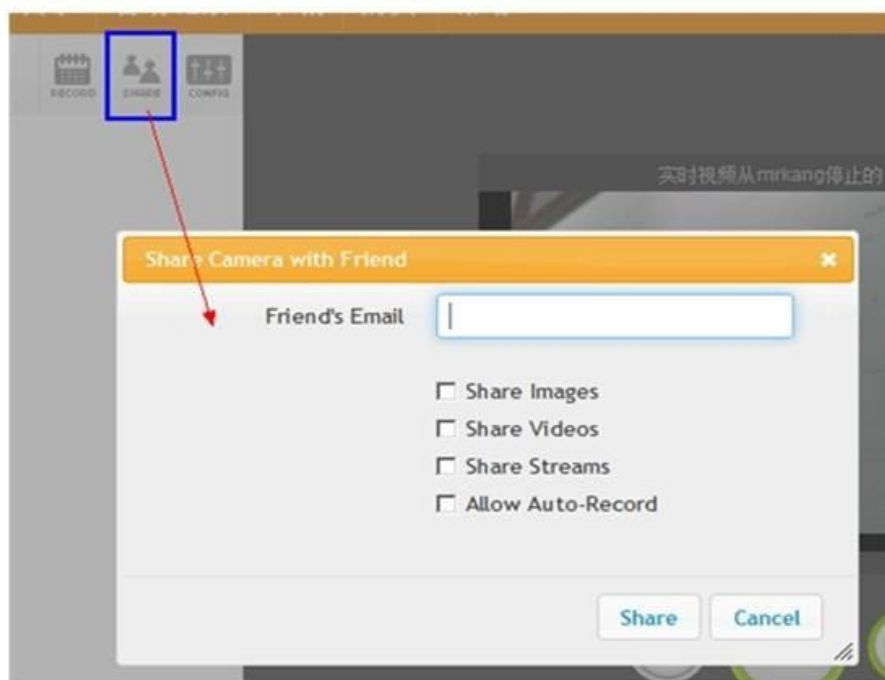 RECORD SHARE CONFIG
实时视频从mrkang停止的
Share Camera with Friend
Friend's Email
Share Images
Share Videos
Share Streams
Allow Auto-Record
Share Cancel